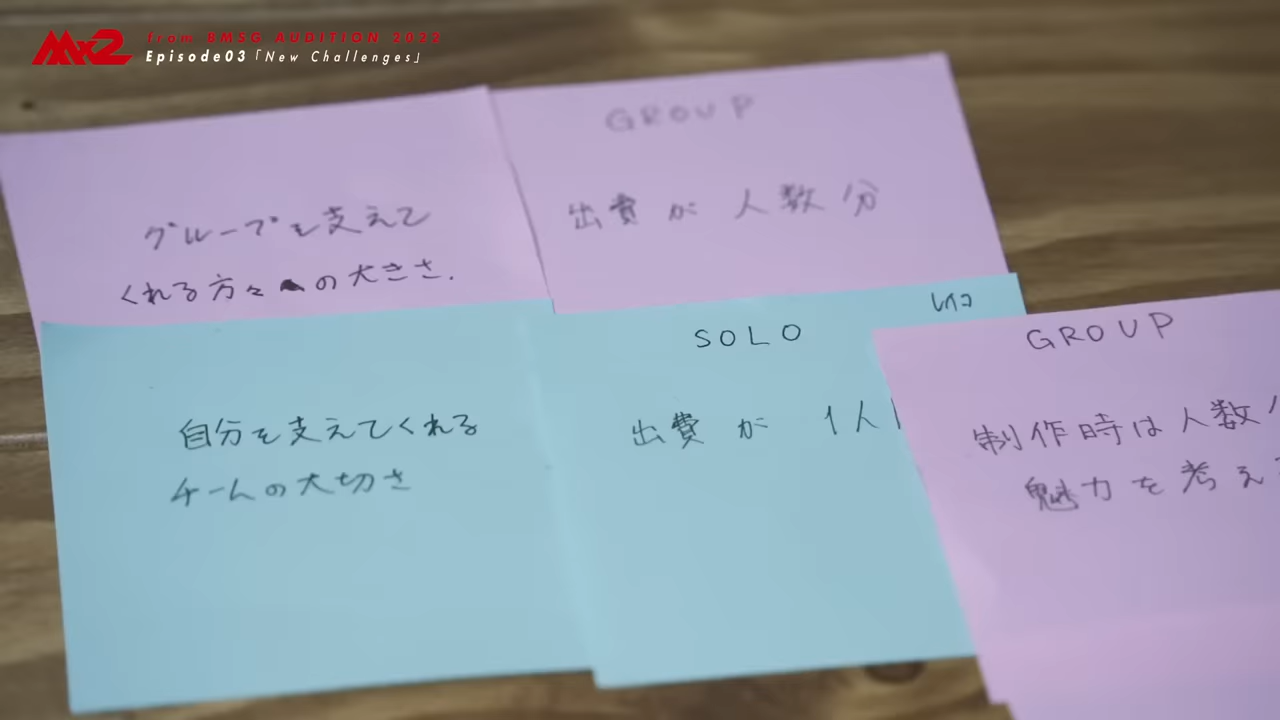 MX2
from BMSG AUDITION 2022
Episode03「New Challenges」
グループを支えて
くれる方々の大きさ.
GROUP
出費が人数分
自分を支えてくれる
チームの大切さ
レイコ
SOLO
出費が 1人
GROUP
制作時は人数
魅力を考え